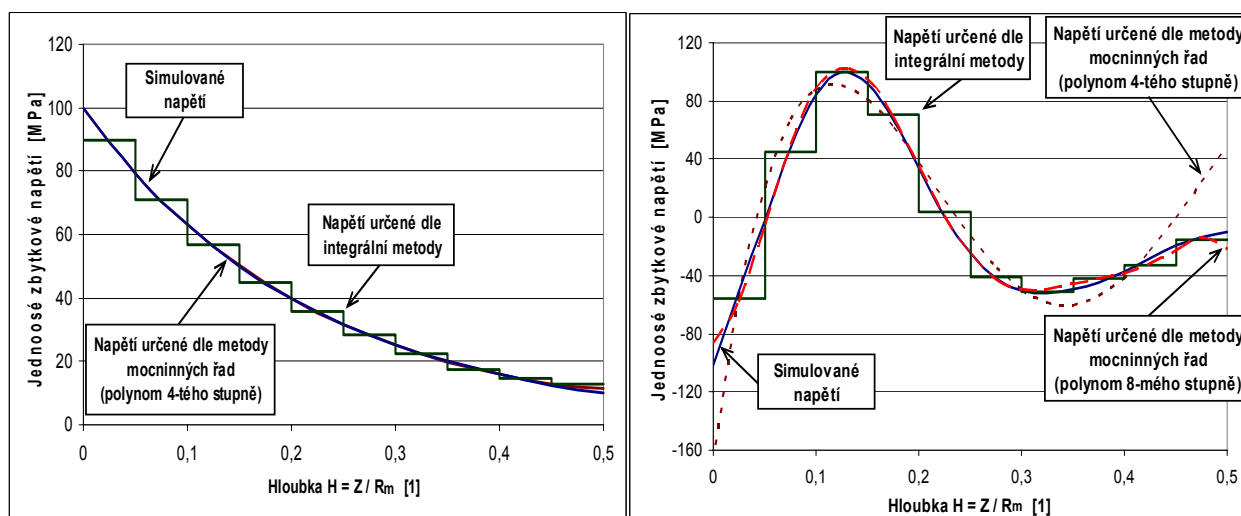 Jednoosé zbytkové napětí [MPa]
120
100
80
60
40
20
0
0
0,1
0,2
0,3
0,4
0,5
Hloubka H = Z / Rm [1]
Simulované
napětí
Napětí určené dle
integrální metody
Napětí určené dle metody
mocninných řad
(polynom 4-tého stupně)
Jednoosé zbytkové napětí [MPa]
120
80
40
0
-40
-80
-120
-160
0
0,1
0,2
0,3
0,4
0,5
Hloubka H = Z / Rm [1]
Napětí určené dle
integrální metody
Napětí určené dle metody
mocninných řad
(polynom 4-tého stupně)
Simulované
napětí
Napětí určené dle metody
mocninných řad
(polynom 8-mého stupně)